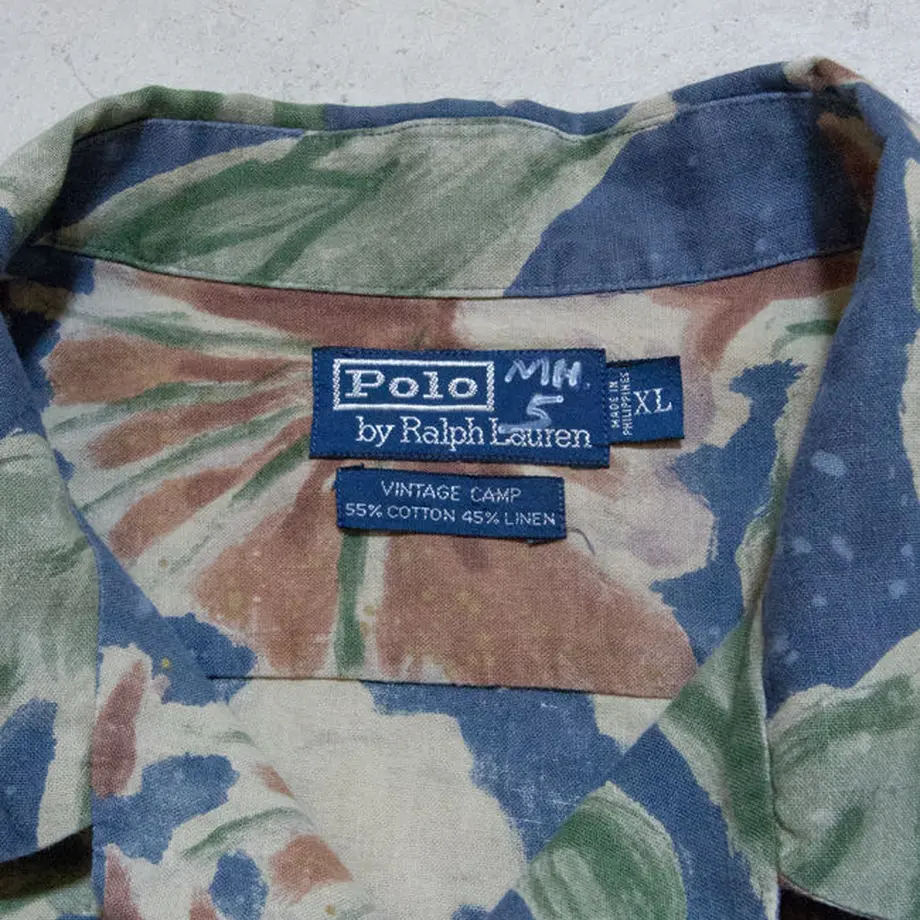 Polo
MH.
5
by Ralph Lauren
MADE IN
PHILIPPINES
XL
VINTAGE CAMP
55% COTTON 45% LINEN